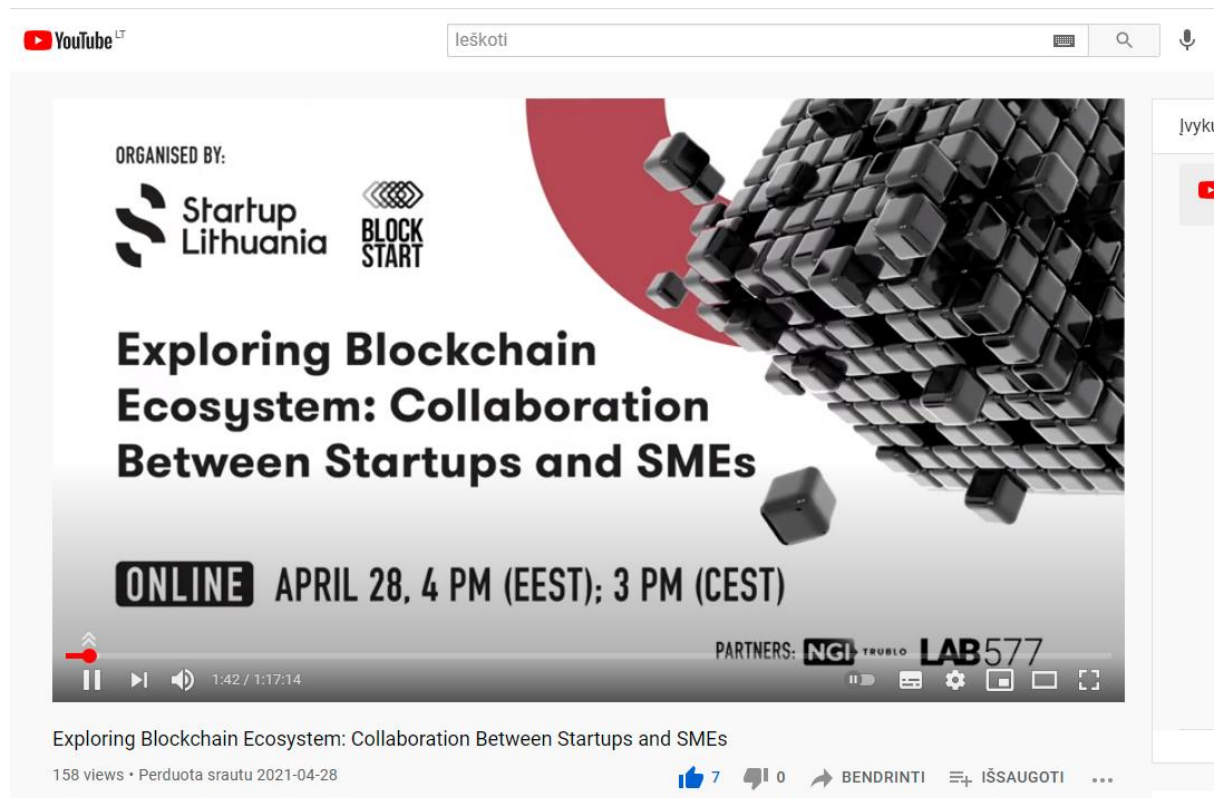 YouTube LT
Ieškoti
Įvyku
ORGANISED BY:
Startup
Lithuania
BLOCK
START
Exploring Blockchain
Ecosystem: Collaboration
Between Startups and SMEs
ONLINE APRIL 28, 4 PM (EEST); 3 PM (CEST)
PARTNERS: NGI TRUBLO LAB577
1:42 / 1:17:14
Exploring Blockchain Ecosystem: Collaboration Between Startups and SMEs
158 views • Perduota srautu 2021-04-28
7 0 BENDRINTI IŠSAUGOTI